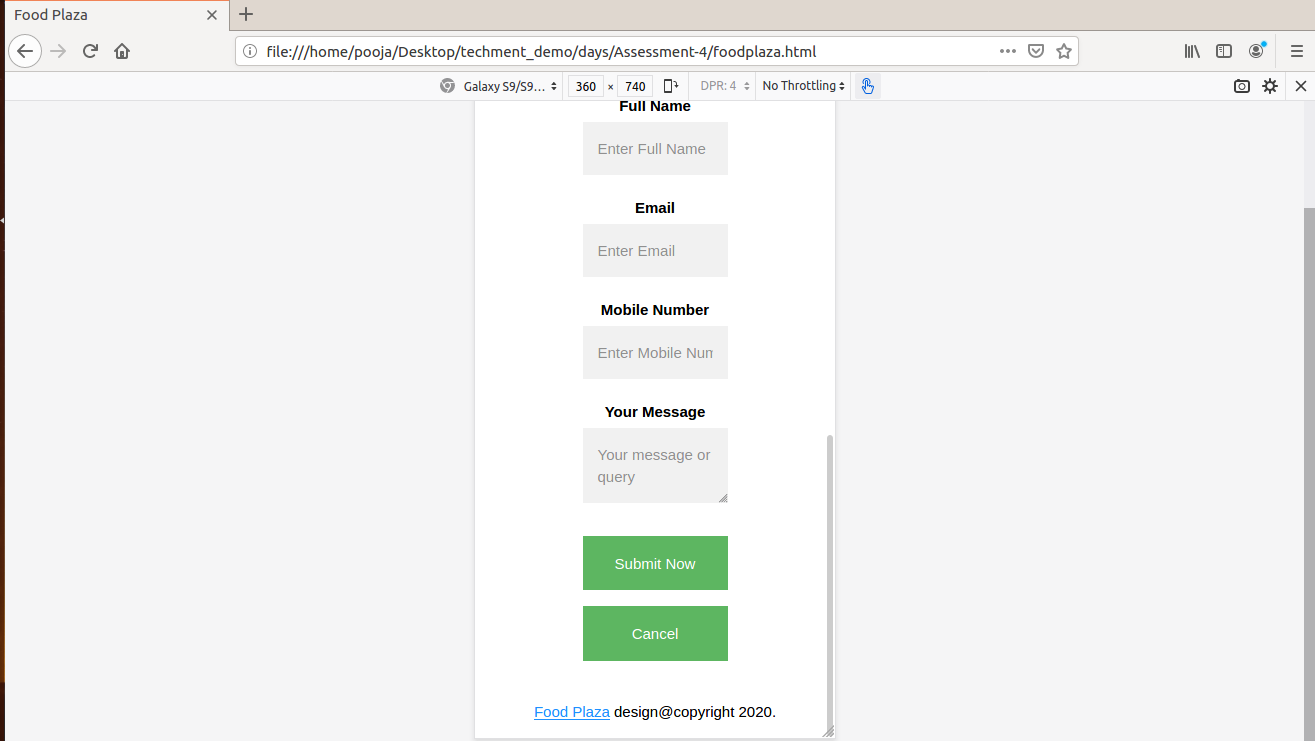 Food Plaza
file:///home/pooja/Desktop/techment_demo/days/Assessment-4/foodplaza.html
Galaxy S9/S9... 360 × 740 DPR: 4 No Throttling
Full Name
Enter Full Name
Email
Enter Email
Mobile Number
Enter Mobile Num
Your Message
Your message or
query
Submit Now
Cancel
Food Plaza design@copyright 2020.